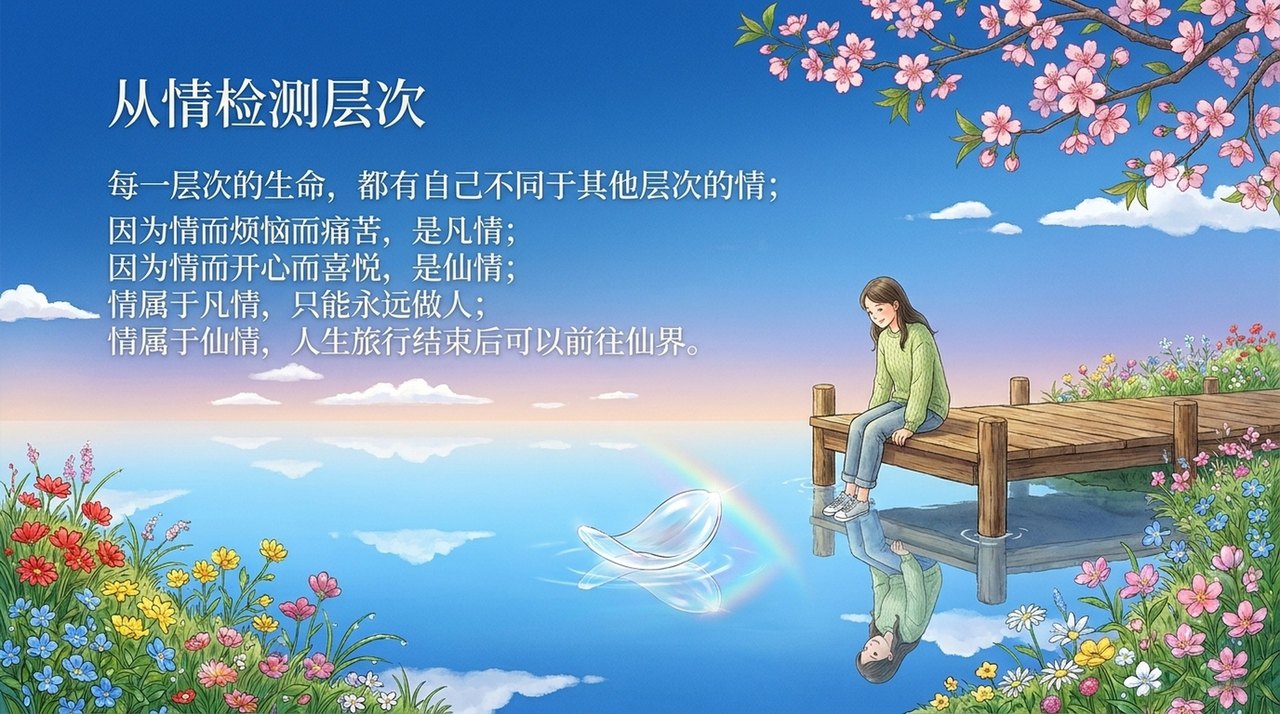 从情检测层次
每一层次的生命，都有自己不同于其他层次的情；
因为情而烦恼而痛苦，是凡情；
因为情而开心而喜悦，是仙情；
情属于凡情，只能永远做人；
情属于仙情，人生旅行结束后可以前往仙界。